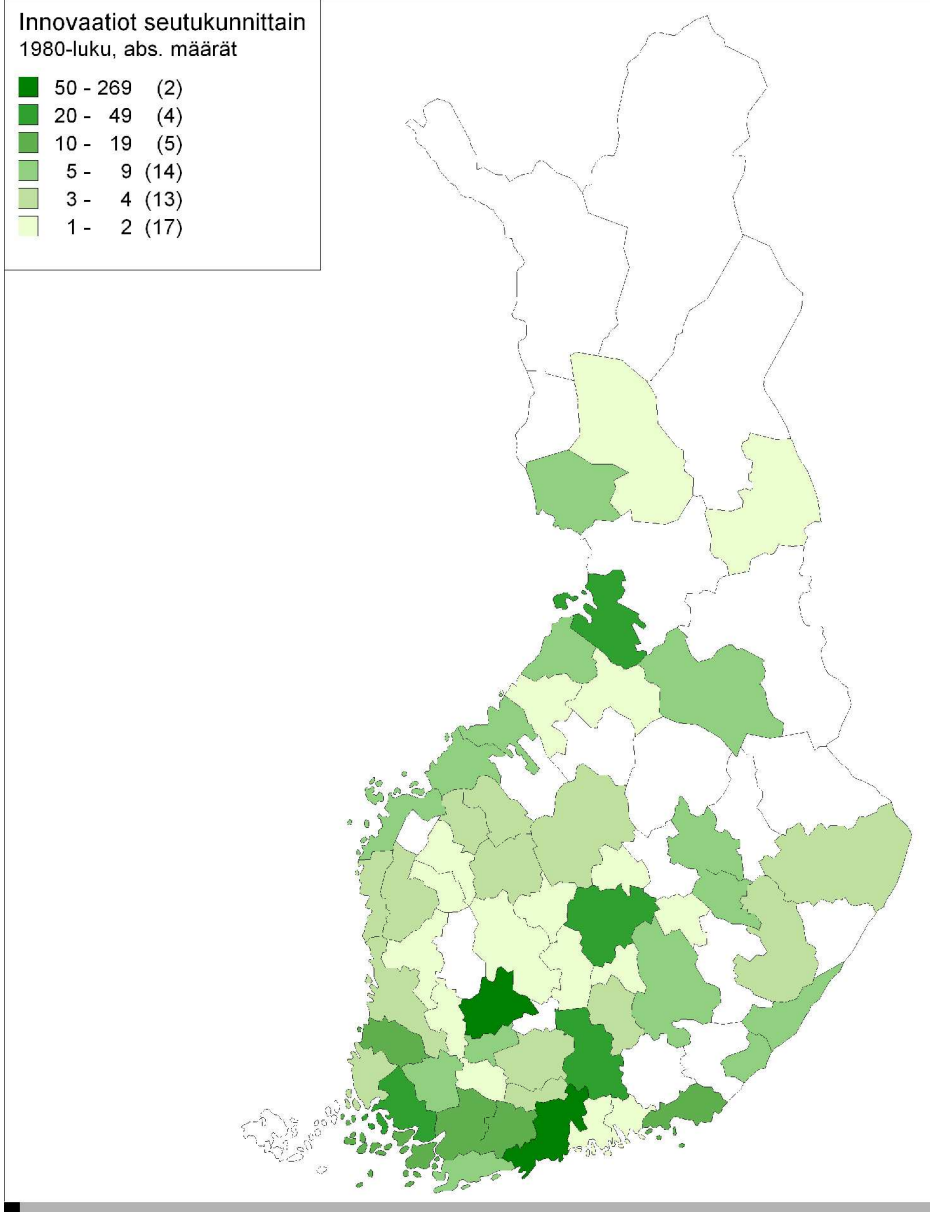 Innovaatiot seutukunnittain
1980-luku, abs. määrät
50 - 269 (2)
20 - 49 (4)
10 - 19 (5)
5 - 9 (14)
3 - 4 (13)
1 - 2 (17)